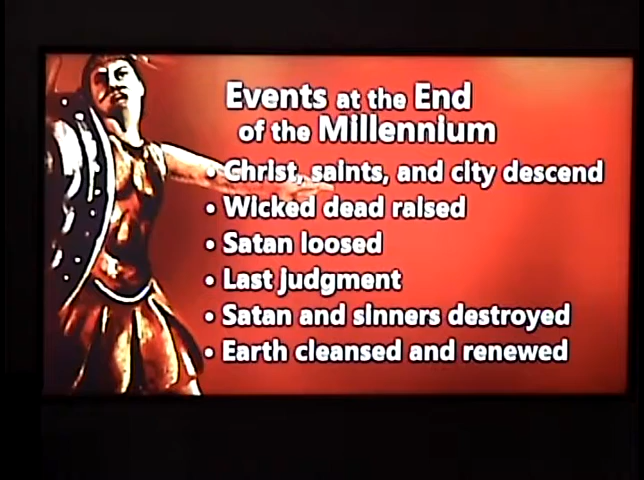 Events at the End
of the Millennium
• Christ, saints, and city descend
• Wicked dead raised
• Satan loosed
• Last judgment
• Satan and sinners destroyed
• Earth cleansed and renewed